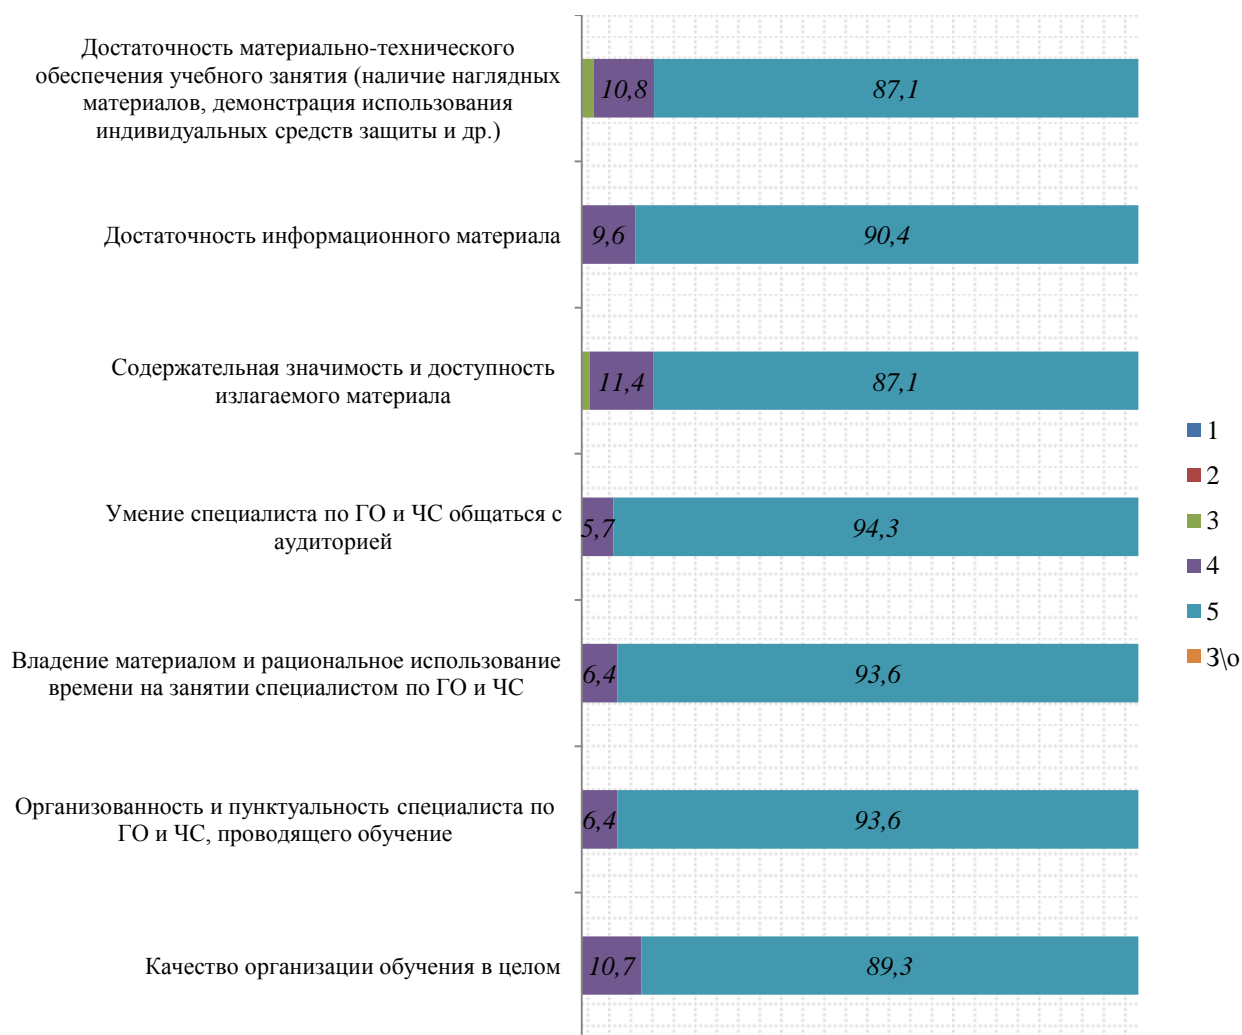 Достаточность материально-технического
обеспечения учебного занятия (наличие наглядных
материалов, демонстрация использования
индивидуальных средств защиты и др.)
10,8
87,1
Достаточность информационного материала
9,6
90,4
Содержательная значимость и доступность
излагаемого материала
11,4
87,1
Умение специалиста по ГО и ЧС общаться с
аудиторией
5,7
94,3
Владение материалом и рациональное использование
времени на занятии специалистом по ГО и ЧС
6,4
93,6
Организованность и пунктуальность специалиста по
ГО и ЧС, проводящего обучение
6,4
93,6
Качество организации обучения в целом
10,7
89,3
1
2
3
4
5
З\о